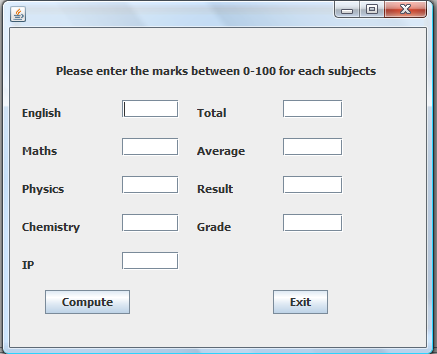 Please enter the marks between 0-100 for each subjects
English Total
Maths Average
Physics Result
Chemistry Grade
IP
Compute Exit